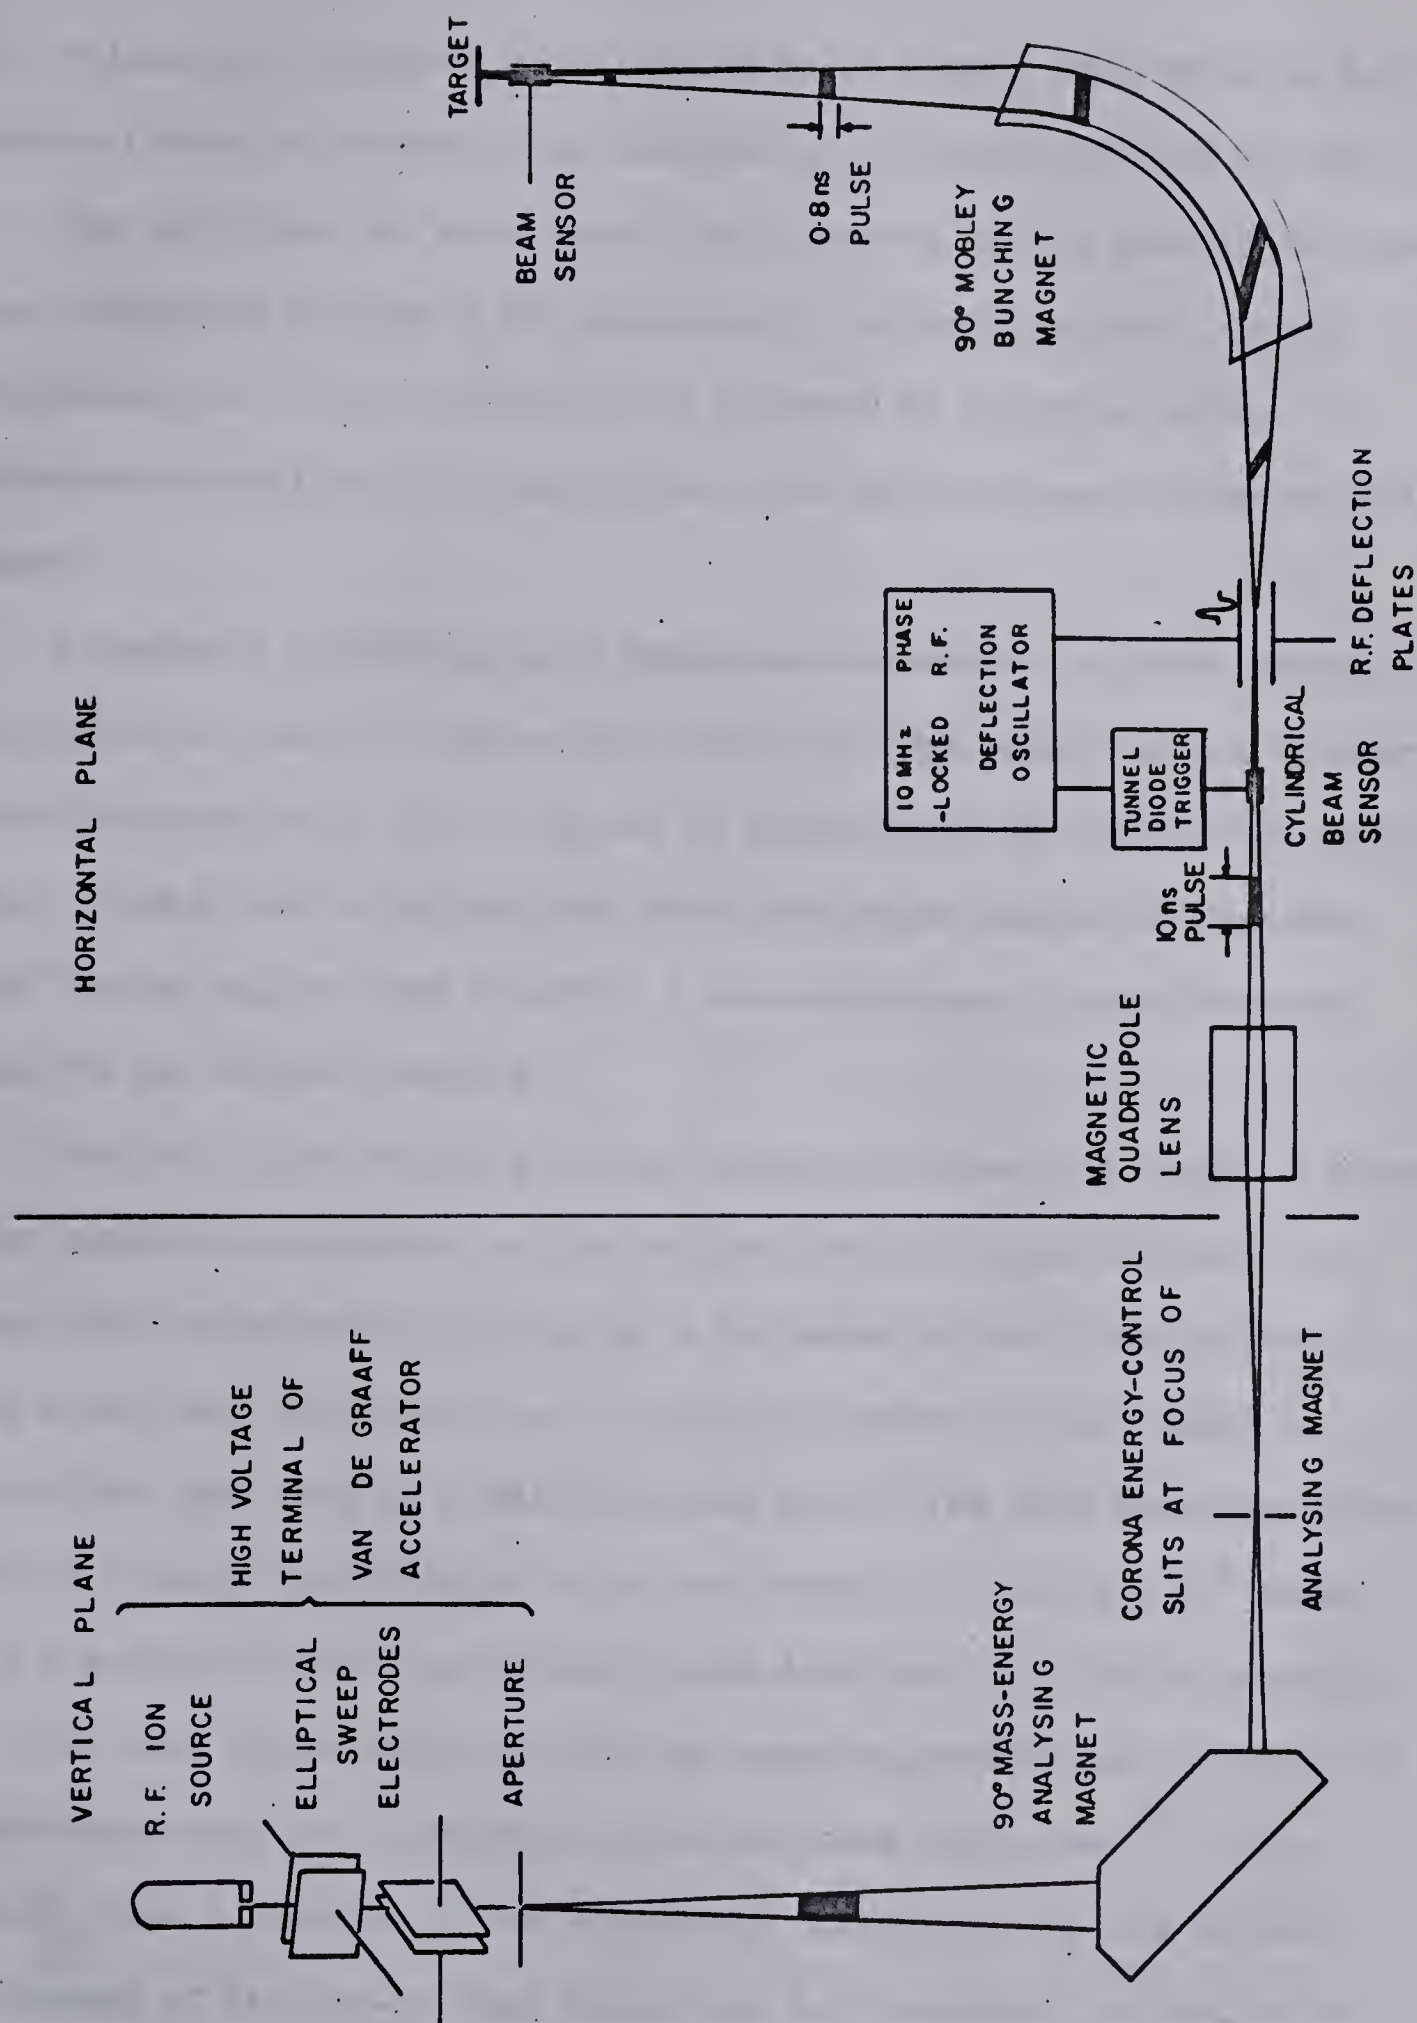 VERTICAL PLANE
R.F. ION
SOURCE
ELLIPTICAL
SWEEP
ELECTRODES
APERTURE
HIGH VOLTAGE
TERMINAL OF
VAN DE GRAAFF
ACCELERATOR
90° MASS-ENERGY
ANALYSING
MAGNET
CORONA ENERGY-CONTROL
SLITS AT FOCUS OF
ANALYSING MAGNET
HORIZONTAL PLANE
MAGNETIC
QUADRUPOLE
LENS
10 ns
PULSE
TUNNEL
DIODE
TRIGGER
CYLINDRICAL
BEAM
SENSOR
10 MHz PHASE
-LOCKED R.F.
DEFLECTION
OSCILLATOR
R.F. DEFLECTION
PLATES
90° MOBLEY
BUNCHING
MAGNET
0·8 ns
PULSE
BEAM
SENSOR
TARGET